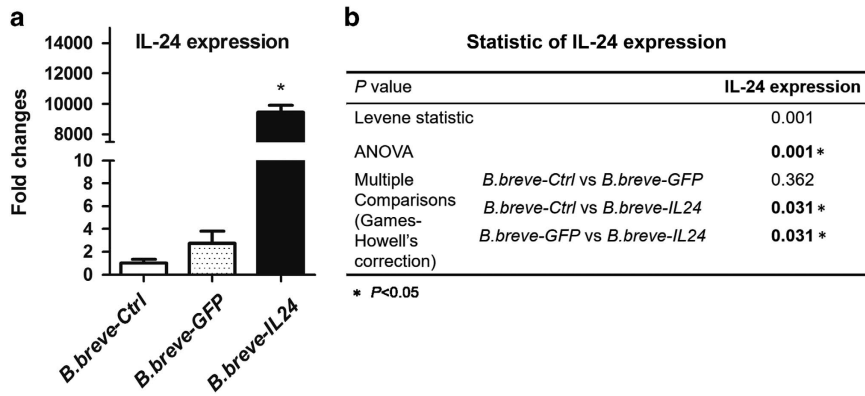 a
IL-24 expression
Fold changes
14000
12000
10000
8000
10
8
6
4
2
0
*
B.breve-Ctrl
B.breve-GFP
B.breve-IL24
b
Statistic of IL-24 expression
P value IL-24 expression
Levene statistic 0.001
ANOVA 0.001*
Multiple B.breve-Ctrl vs B.breve-GFP 0.362
Comparisons B.breve-Ctrl vs B.breve-IL24 0.031*
(Games-
Howell's B.breve-GFP vs B.breve-IL24 0.031*
correction)
* P<0.05